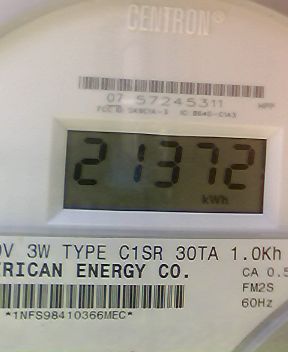 CENTRON®
07 57245311
21372
kWh
V 3W TYPE C1SR 30TA 1.0Kh
RICAN ENERGY CO.
CA 0.5
FM2S
60Hz
*1NFS98410366MEC*